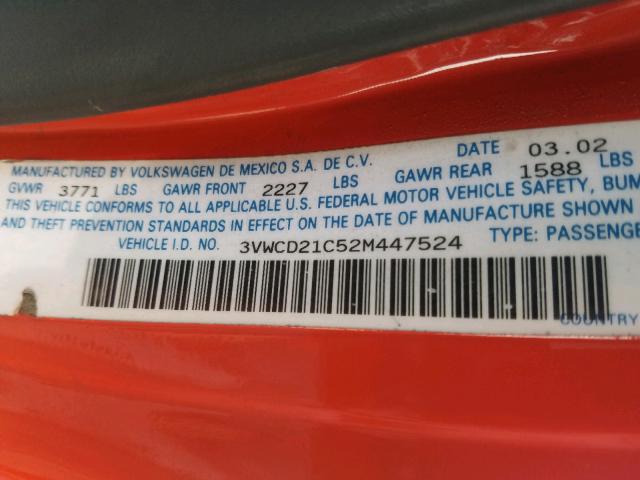 MANUFACTURED BY VOLKSWAGEN DE MEXICO S.A. DE C.V. DATE 03.02
GVWR 3771 LBS GAWR FRONT 2227 LBS GAWR REAR 1588 LBS
THIS VEHICLE CONFORMS TO ALL APPLICABLE U.S. FEDERAL MOTOR VEHICLE SAFETY, BUM
AND THEFT PREVENTION STANDARDS IN EFFECT ON THE DATE OF MANUFACTURE SHOWN
VEHICLE I.D. NO. 3VWCD21C52M447524 TYPE: PASSENGE
COUNTRY